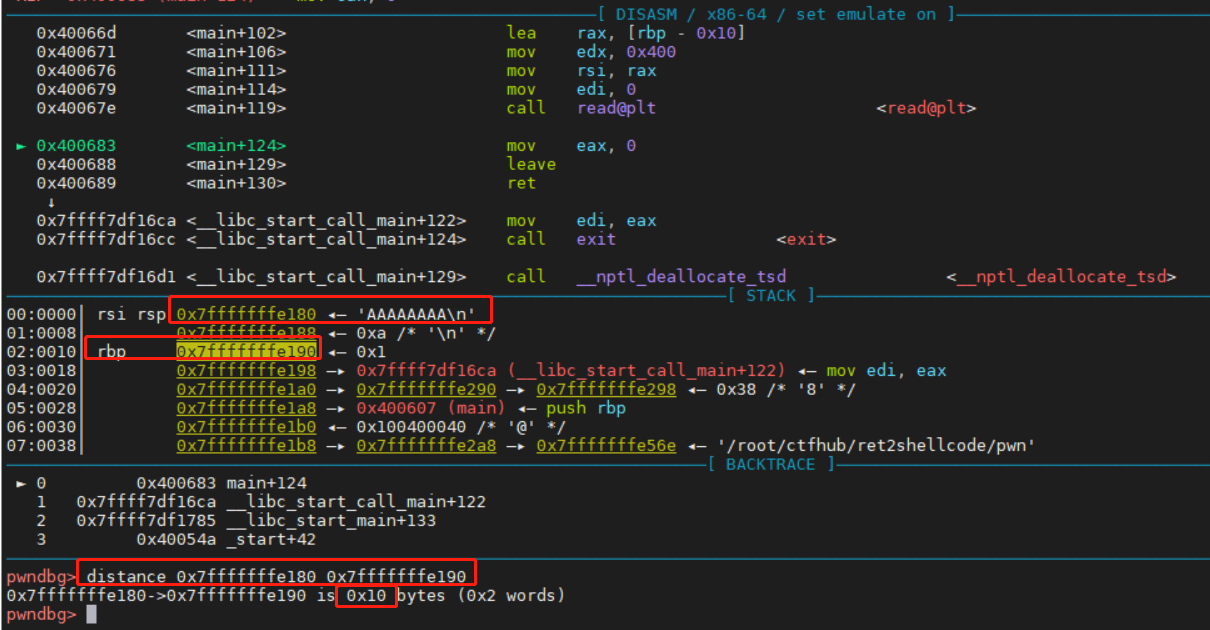 [ DISASM / x86-64 / set emulate on ]
0x40066d <main+102> lea rax, [rbp - 0x10]
0x400671 <main+106> mov edx, 0x400
0x400676 <main+111> mov rsi, rax
0x400679 <main+114> mov edi, 0
0x40067e <main+119> call read@plt <read@plt>
► 0x400683 <main+124> mov eax, 0
0x400688 <main+129> leave
0x400689 <main+130> ret
↓
0x7ffff7df16ca <__libc_start_call_main+122> mov edi, eax
0x7ffff7df16cc <__libc_start_call_main+124> call exit <exit>
0x7ffff7df16d1 <__libc_start_call_main+129> call __nptl_deallocate_tsd <__nptl_deallocate_tsd>
[ STACK ]
00:0000│ rsi rsp 0x7fffffffe180 ◂— 'AAAAAAAA\n'
01:0008│ 0x7fffffffe188 ◂— 0xa /* '\n' */
02:0010│ rbp 0x7fffffffe190 ◂— 0x1
03:0018│ 0x7fffffffe198 —▸ 0x7ffff7df16ca (__libc_start_call_main+122) ◂— mov edi, eax
04:0020│ 0x7fffffffe1a0 —▸ 0x7fffffffe290 —▸ 0x7fffffffe298 ◂— 0x38 /* '8' */
05:0028│ 0x7fffffffe1a8 —▸ 0x400607 (main) ◂— push rbp
06:0030│ 0x7fffffffe1b0 ◂— 0x100400040 /* '@' */
07:0038│ 0x7fffffffe1b8 —▸ 0x7fffffffe2a8 —▸ 0x7fffffffe56e ◂— '/root/ctfhub/ret2shellcode/pwn'
[ BACKTRACE ]
► 0 0x400683 main+124
1 0x7ffff7df16ca __libc_start_call_main+122
2 0x7ffff7df1785 __libc_start_main+133
3 0x40054a _start+42
pwndbg> distance 0x7fffffffe180 0x7fffffffe190
0x7fffffffe180->0x7fffffffe190 is 0x10 bytes (0x2 words)
pwndbg>